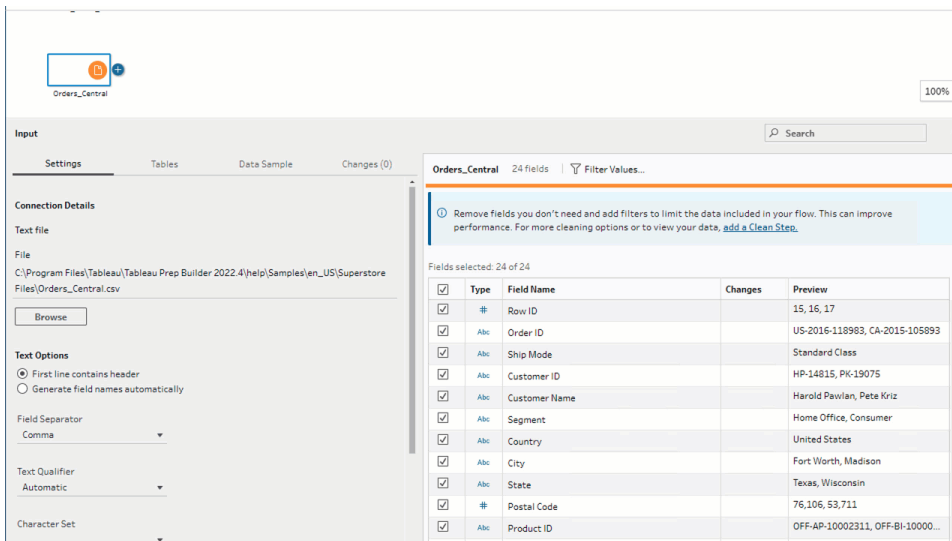 Orders_Central
100%
Input
Search
Settings Tables Data Sample Changes (0)
Orders_Central 24 fields Filter Values...
Connection Details
Text file
File
C:\Program Files\Tableau\Tableau Prep Builder 2022.4\help\Samples\en_US\Superstore
Files\Orders_Central.csv
Browse
Text Options
First line contains header
Generate field names automatically
Field Separator
Comma
Text Qualifier
Automatic
Character Set
Remove fields you don't need and add filters to limit the data included in your flow. This can improve
performance. For more cleaning options or to view your data, add a Clean Step.
Fields selected: 24 of 24
Type Field Name Changes Preview
# Row ID 15, 16, 17
Abc Order ID US-2016-118983, CA-2015-105893
Abc Ship Mode Standard Class
Abc Customer ID HP-14815, PK-19075
Abc Customer Name Harold Pawlan, Pete Kriz
Abc Segment Home Office, Consumer
Abc Country United States
Abc City Fort Worth, Madison
Abc State Texas, Wisconsin
# Postal Code 76,106, 53,711
Abc Product ID OFF-AP-10002311, OFF-BI-10000...